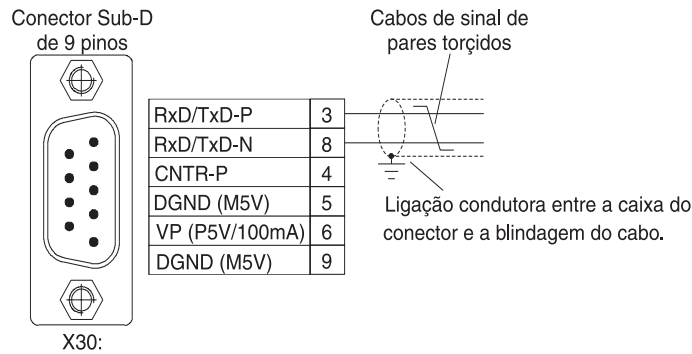 Conector Sub-D
de 9 pinos
Cabos de sinal de
pares torçidos
RxD/TxD-P 3
RxD/TxD-N 8
CNTR-P 4
DGND (M5V) 5
VP (P5V/100mA) 6
DGND (M5V) 9
Ligação condutora entre a caixa do
conector e a blindagem do cabo.
X30: